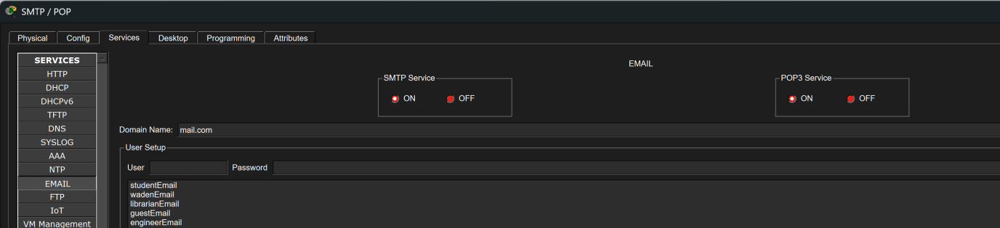 SMTP / POP
Physical Config Services Desktop Programming Attributes
SERVICES
HTTP
DHCP
DHCPv6
TFTP
DNS
SYSLOG
AAA
NTP
EMAIL
FTP
IoT
VM Management
EMAIL
SMTP Service
ON OFF
POP3 Service
ON OFF
Domain Name: mail.com
User Setup
User Password
studentEmail
wadenEmail
librarianEmail
guestEmail
engineerEmail